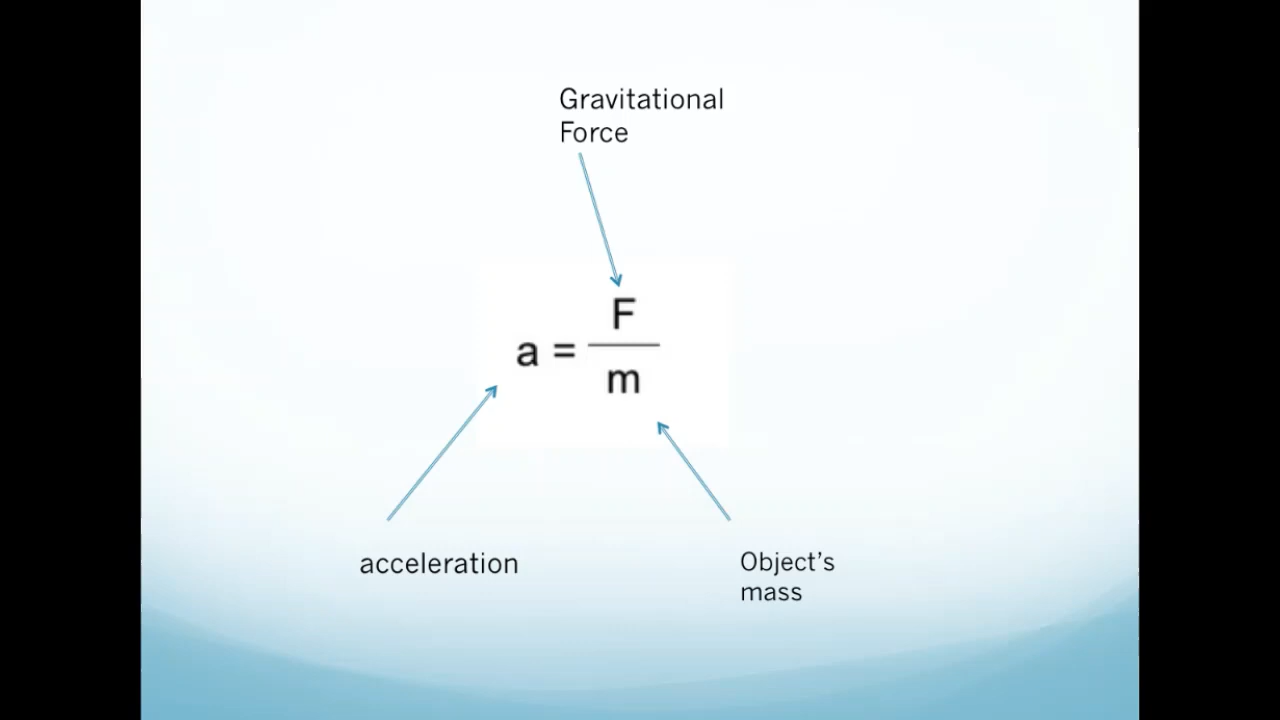 Gravitational
Force
F
a =
m
acceleration
Object’s
mass